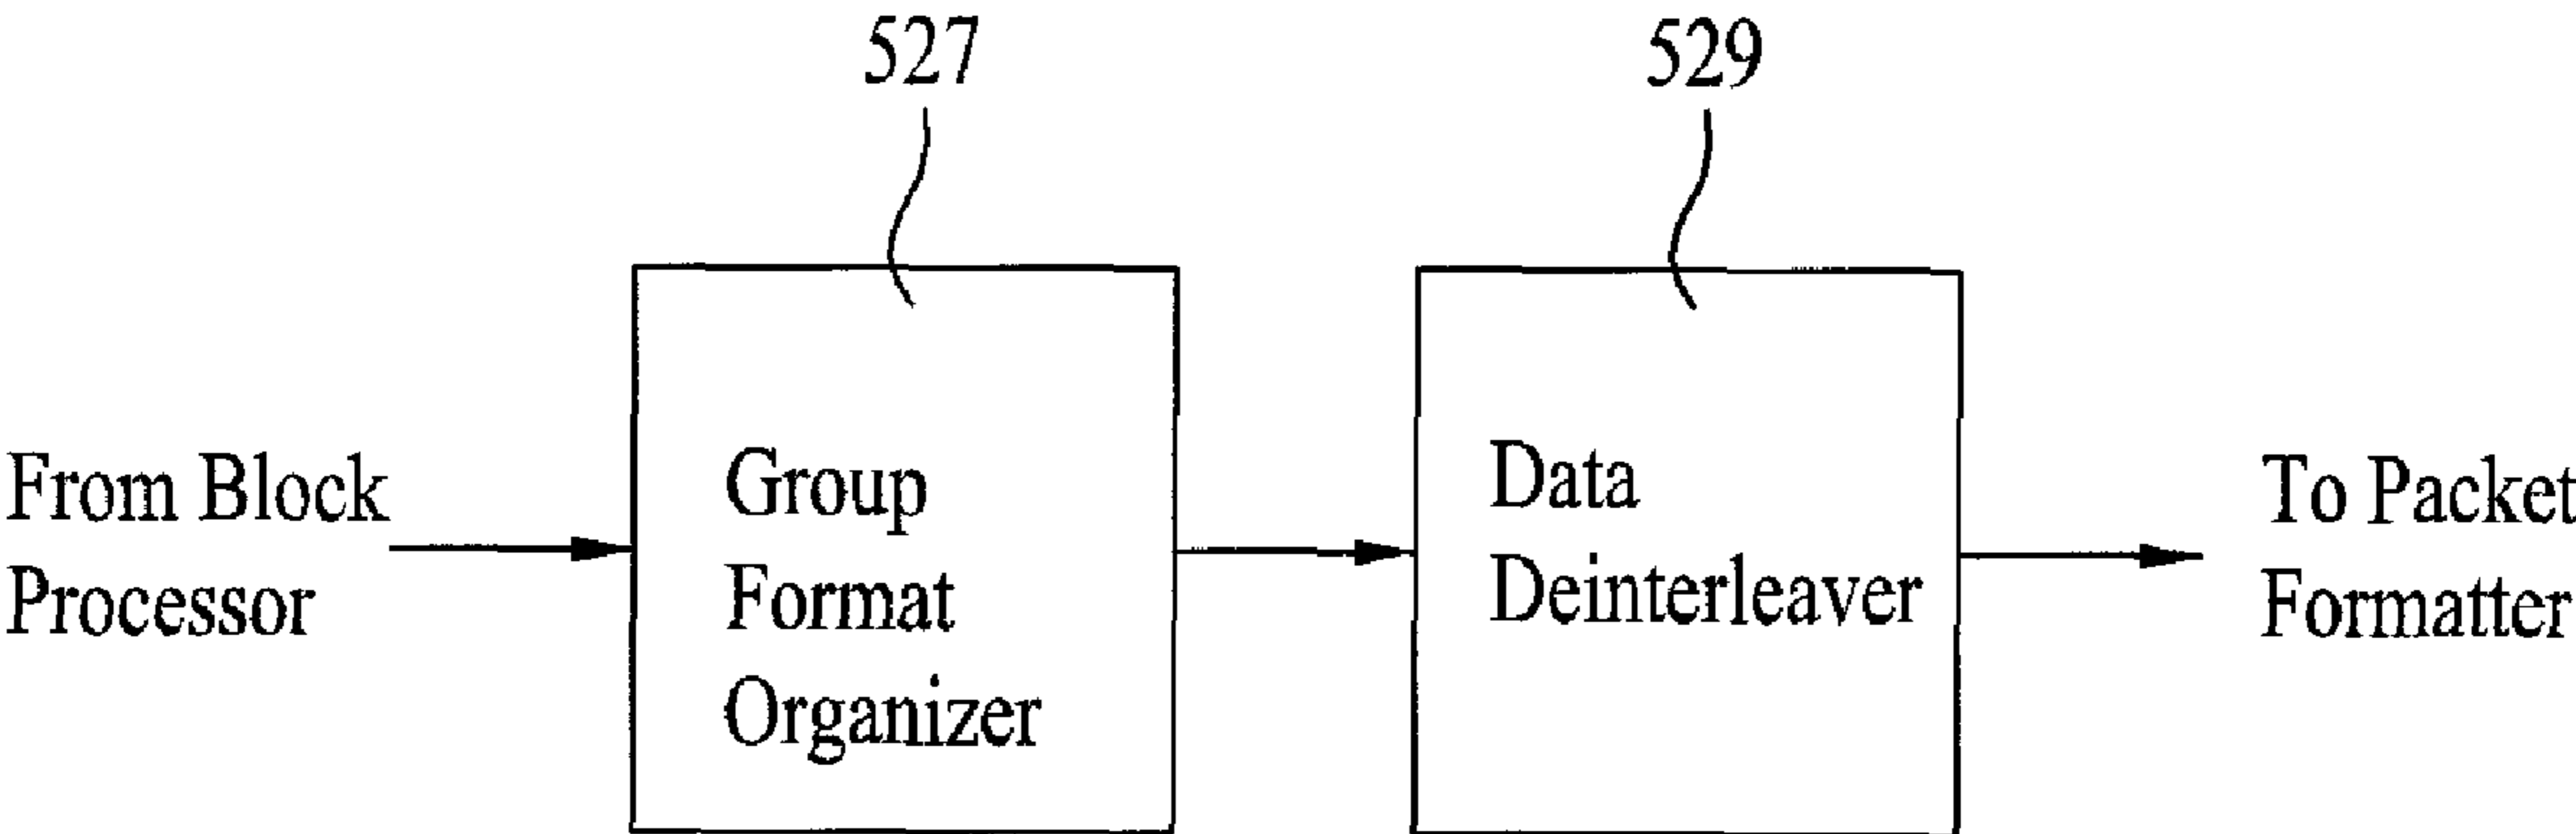 527
529
From Block
Processor
Group
Format
Organizer
Data
Deinterleaver
To Packet
Formatter